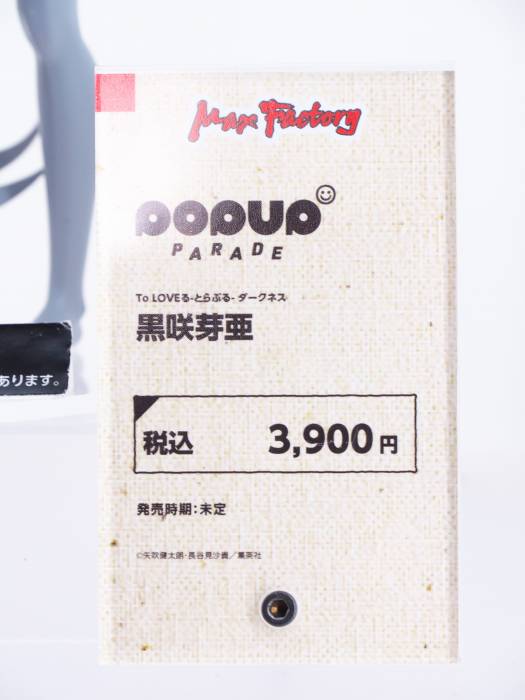 Max Factory
POPUP
PARADE
To LOVEる-とらぶる- ダークネス
黒咲芽亜
あります。
税込 3,900円
発売時期:未定
©矢吹健太朗・長谷見沙貴/集英社